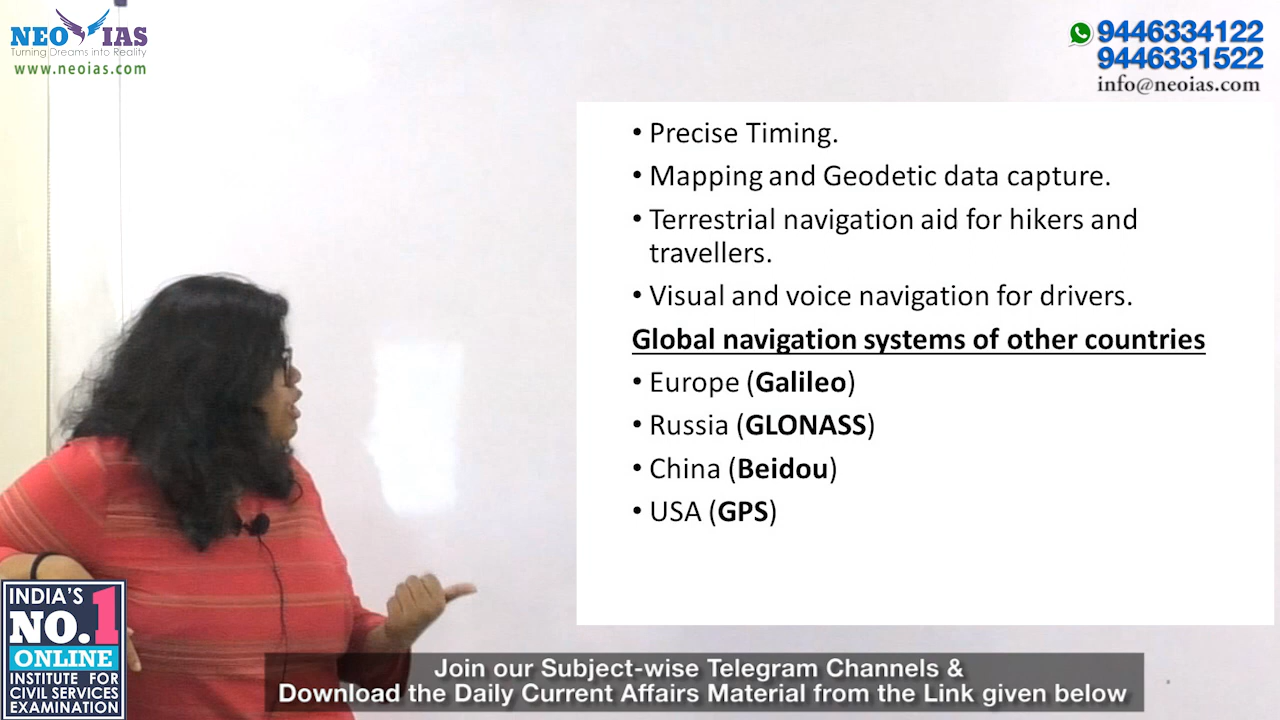 NEO IAS
Turning Dreams into Reality
www.neoias.com
9446334122
9446331522
info@neoias.com
• Precise Timing.
• Mapping and Geodetic data capture.
• Terrestrial navigation aid for hikers and
travellers.
• Visual and voice navigation for drivers.
Global navigation systems of other countries
• Europe (Galileo)
• Russia (GLONASS)
• China (Beidou)
• USA (GPS)
INDIA'S
NO.1
ONLINE
INSTITUTE FOR
CIVIL SERVICES
EXAMINATION
Join our Subject-wise Telegram Channels &
Download the Daily Current Affairs Material from the Link given below